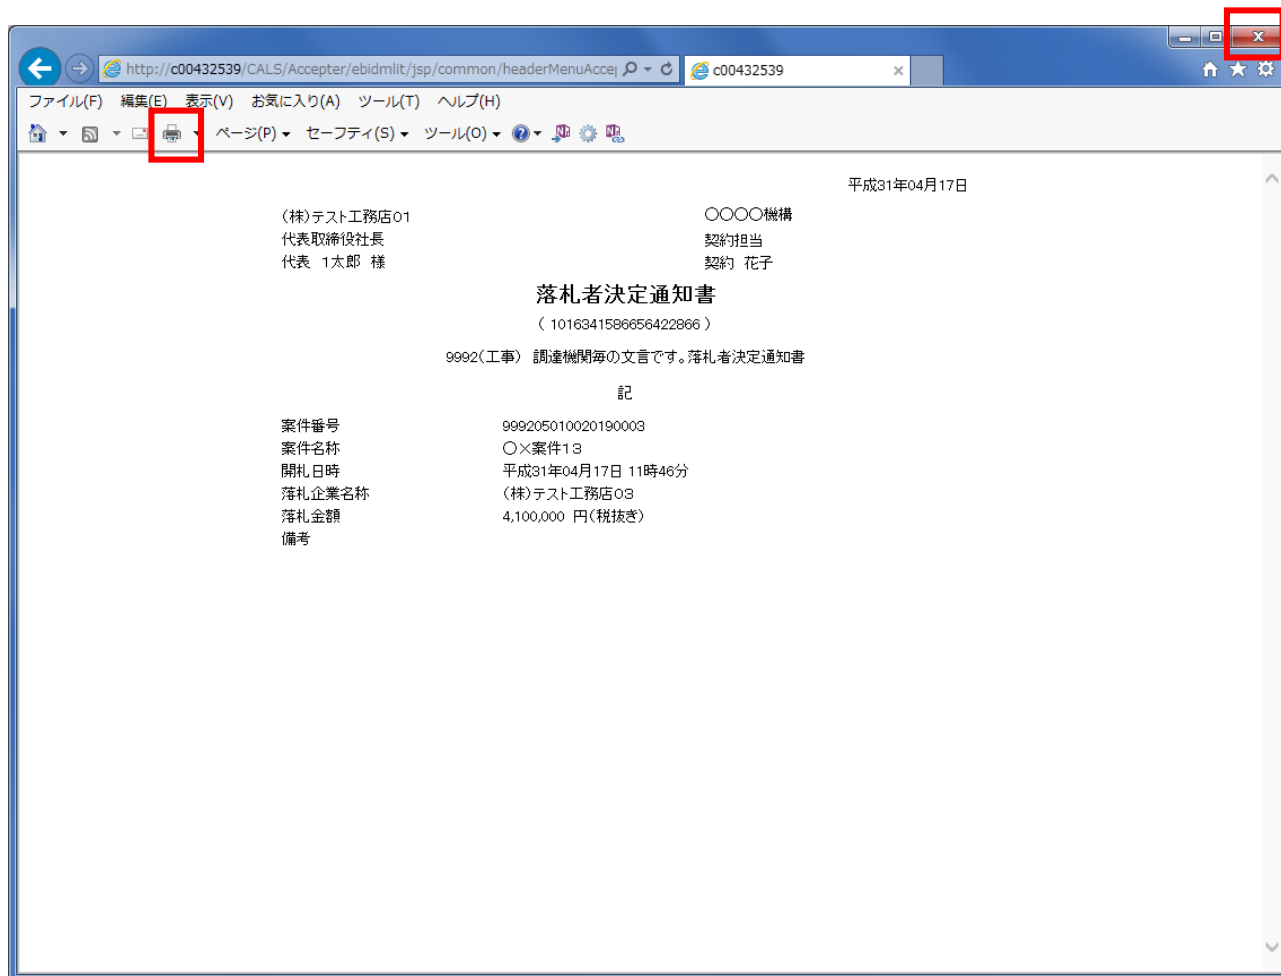 http://c00432539/CALS/Accepter/ebidmlit/jsp/common/headerMenuAccej
c00432539
ファイル(F) 編集(E) 表示(V) お気に入り(A) ツール(T) ヘルプ(H)
ページ(P) セーフティ(S) ツール(O)
平成31年04月17日
(株)テスト工務店01
〇〇〇〇機構
代表取締役社長
契約担当
代表 1太郎 様
契約 花子
落札者決定通知書
( 1016341586656422866 )
9992(工事) 調達機関毎の文言です。落札者決定通知書
記
案件番号 999205010020190003
案件名称 〇×案件13
開札日時 平成31年04月17日 11時46分
落札企業名称 (株)テスト工務店03
落札金額 4,100,000 円(税抜き)
備考